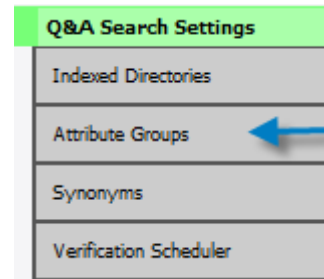 Q&A Search Settings
Indexed Directories
Attribute Groups
Synonyms
Verification Scheduler